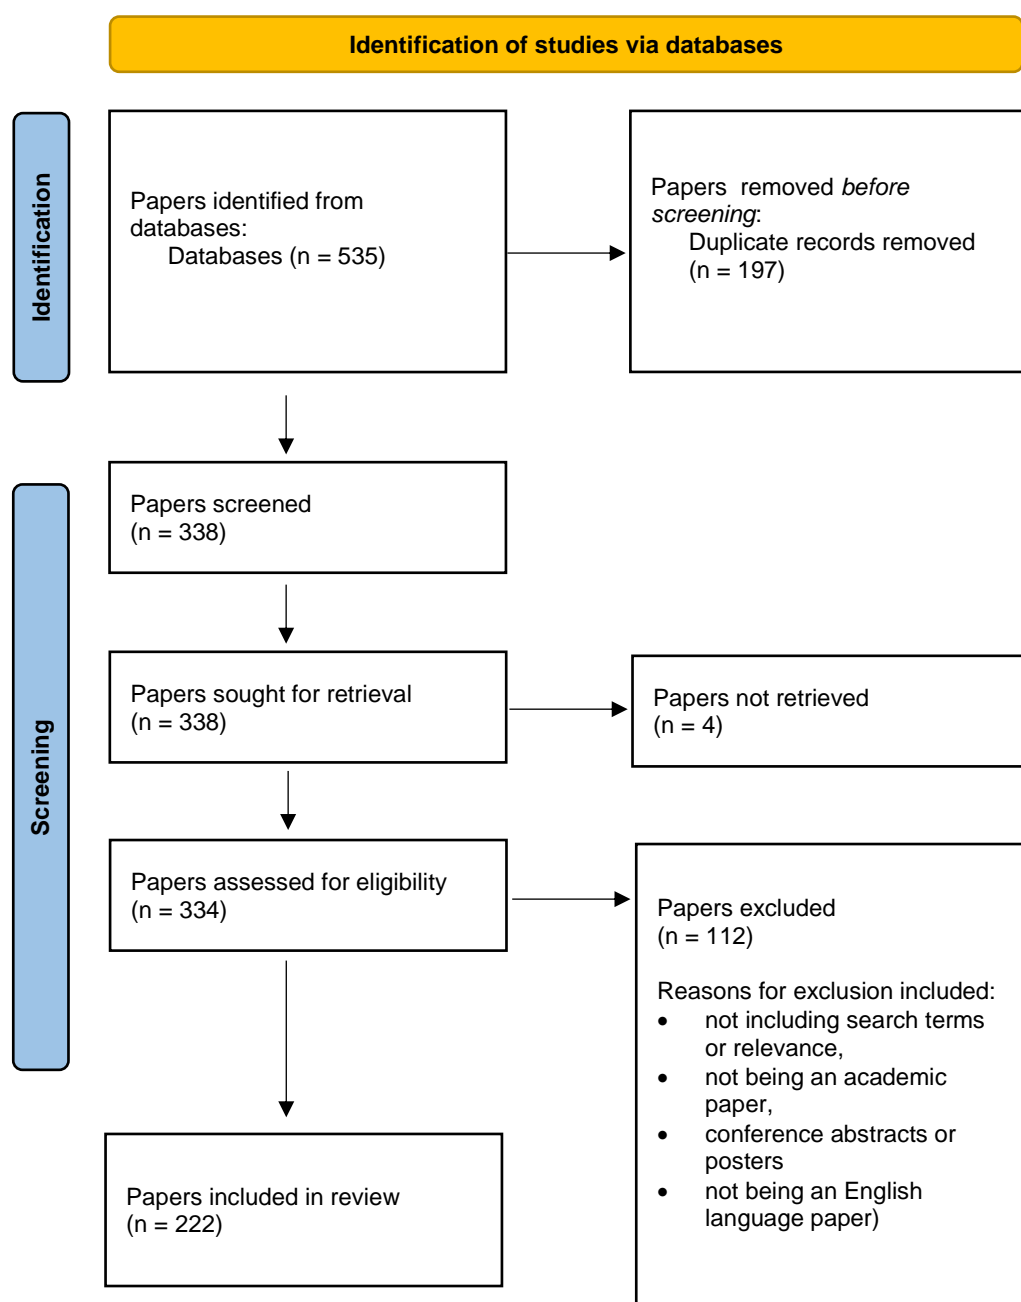 Identification of studies via databases
Identification
Papers identified from
databases:
Databases (n = 535)
Papers  removed before
screening:
Duplicate records removed
(n = 197)
Screening
Papers screened
(n = 338)
Papers sought for retrieval
(n = 338)
Papers not retrieved
(n = 4)
Papers assessed for eligibility
(n = 334)
Papers excluded
(n = 112)
Reasons for exclusion included:
• not including search terms
or relevance,
• not being an academic
paper,
• conference abstracts or
posters
• not being an English
language paper)
Papers included in review
(n = 222)